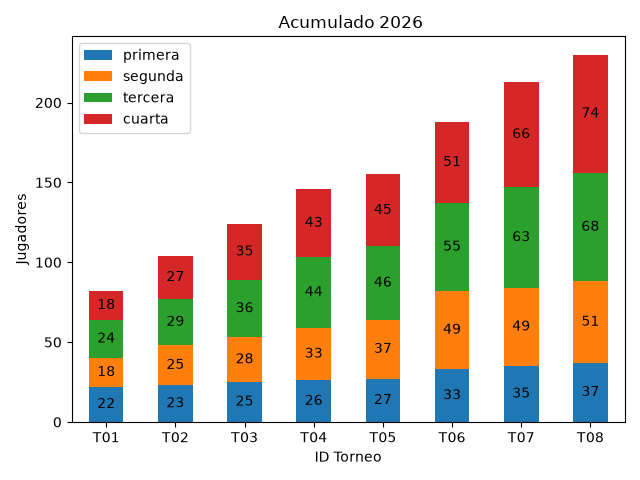 Acumulado 2026
primera
segunda
tercera
cuarta
Jugadores
200
150
100
50
0
18 27 35 43 45 51 66 74
24 29 36 44 46 55 63 68
18 25 28 33 37 49 49 51
22 23 25 26 27 33 35 37
T01 T02 T03 T04 T05 T06 T07 T08
ID Torneo